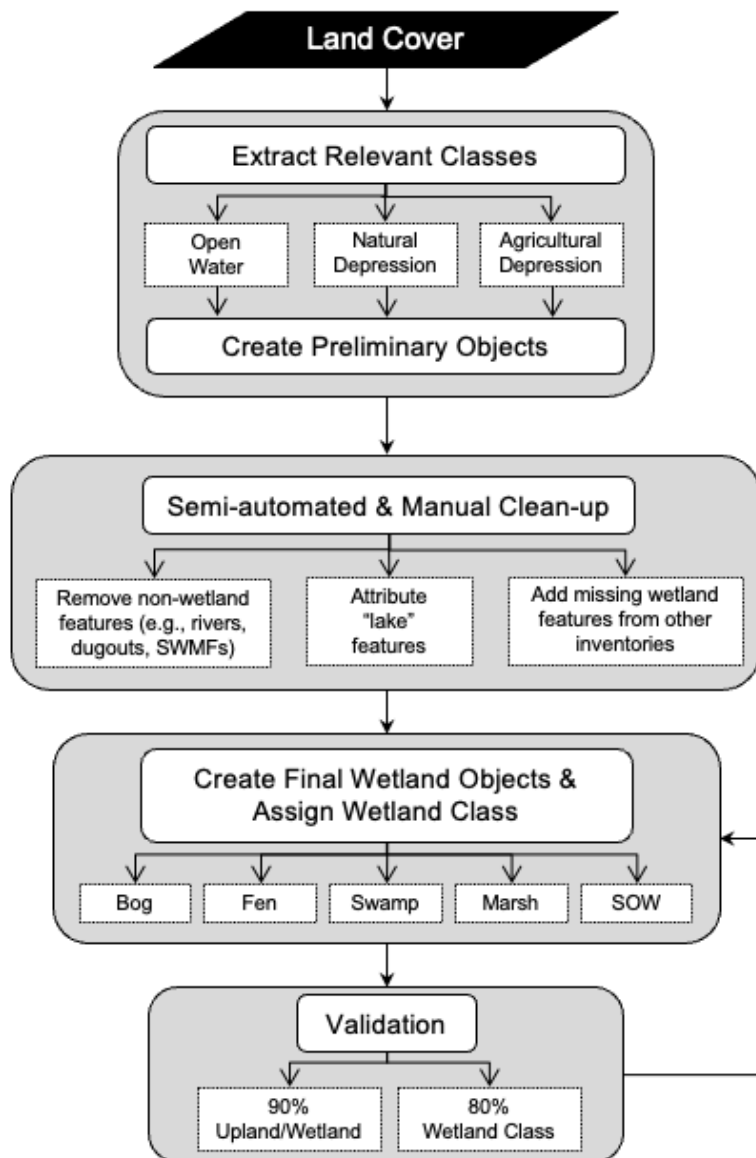 Land Cover
Extract Relevant Classes
Open
Water
Natural
Depression
Agricultural
Depression
Create Preliminary Objects
Semi-automated & Manual Clean-up
Remove non-wetland
features (e.g., rivers,
dugouts, SWMFs)
Attribute
“lake”
features
Add missing wetland
features from other
inventories
Create Final Wetland Objects &
Assign Wetland Class
Bog
Fen
Swamp
Marsh
SOW
Validation
90%
Upland/Wetland
80%
Wetland Class